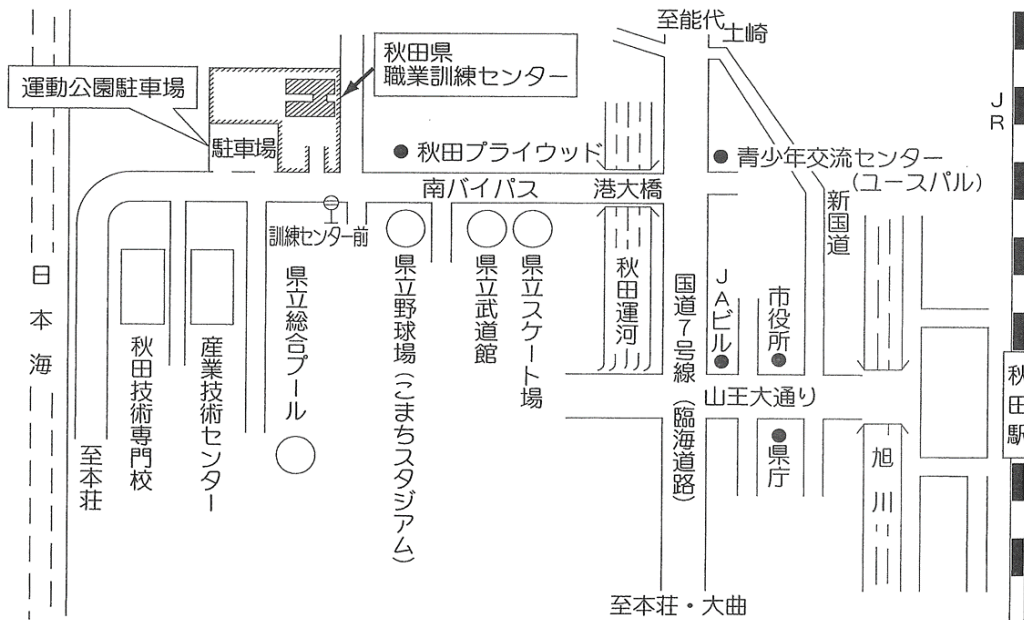 至能代
土崎
秋田県
職業訓練センター
運動公園駐車場
駐車場
秋田プライウッド
青少年交流センター
(ユースパル)
JR
南バイパス
港大橋
新国道
訓練センター前
日本海
秋田技術専門校
産業技術センター
県立総合プール
県立野球場(こまちスタジアム)
県立武道館
県立スケート場
秋田運河
国道7号線(臨海道路)
JAビル
市役所
山王大通り
県庁
旭川
秋田駅
至本荘
至本荘・大曲